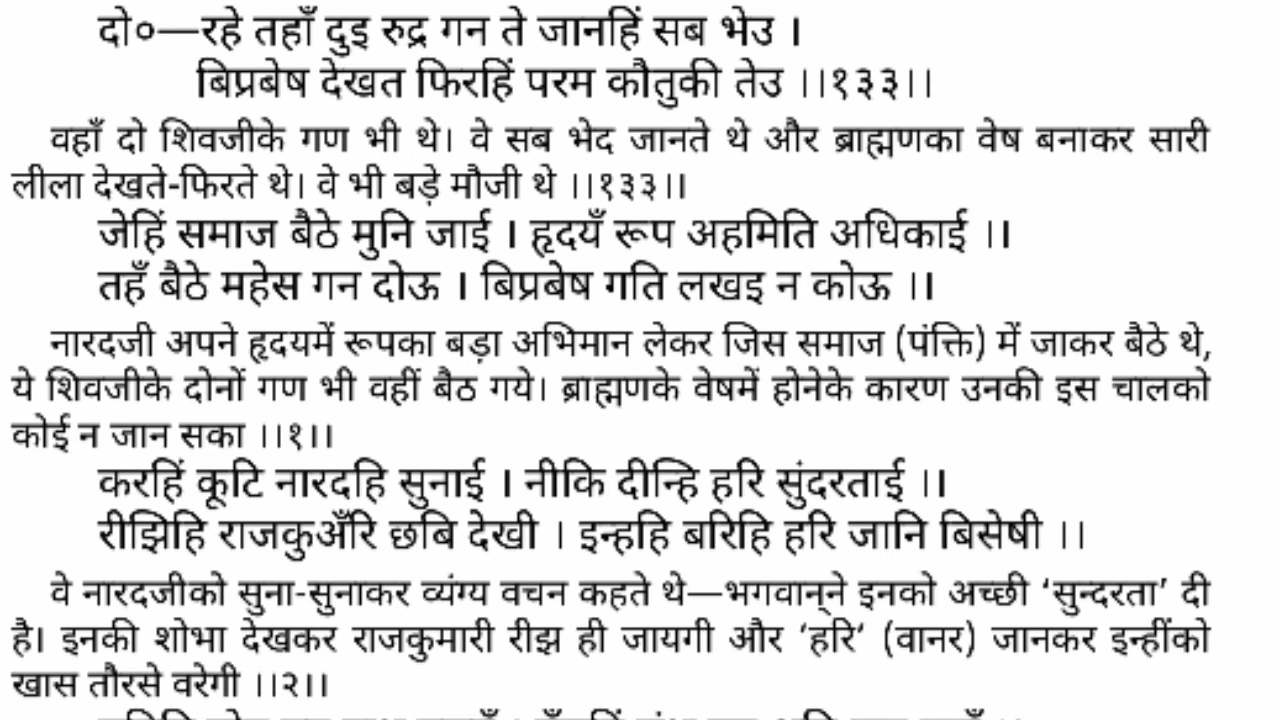 दो०—रहे तहाँ दुइ रुद्र गन ते जानहिं सब भेउ ।
बिप्रबेष देखत फिरहिं परम कौतुकी तेउ ।।१३३।।
वहाँ दो शिवजीके गण भी थे। वे सब भेद जानते थे और ब्राह्मणका वेष बनाकर सारी
लीला देखते-फिरते थे। वे भी बड़े मौजी थे ।।१३३।।
जेहिं समाज बैठे मुनि जाई । हृदयँ रूप अहमिति अधिकाई ।।
तहँ बैठे महेस गन दोऊ । बिप्रबेष गति लखइ न कोऊ ।।
नारदजी अपने हृदयमें रूपका बड़ा अभिमान लेकर जिस समाज (पंक्ति) में जाकर बैठे थे,
ये शिवजीके दोनों गण भी वहीं बैठ गये। ब्राह्मणके वेषमें होनेके कारण उनकी इस चालको
कोई न जान सका ।।१।।
करहिं कूटि नारदहि सुनाई । नीकि दीन्हि हरि सुंदरताई ।।
रीझिहि राजकुअँरि छबि देखी । इन्हहि बरिहि हरि जानि बिसेषी ।।
वे नारदजीको सुना-सुनाकर व्यंग्य वचन कहते थे—भगवान्‌ने इनको अच्छी ‘सुन्दरता’ दी
है। इनकी शोभा देखकर राजकुमारी रीझ ही जायगी और ‘हरि‘ (वानर) जानकर इन्हींको
खास तौरसे वरेगी ।।२।।